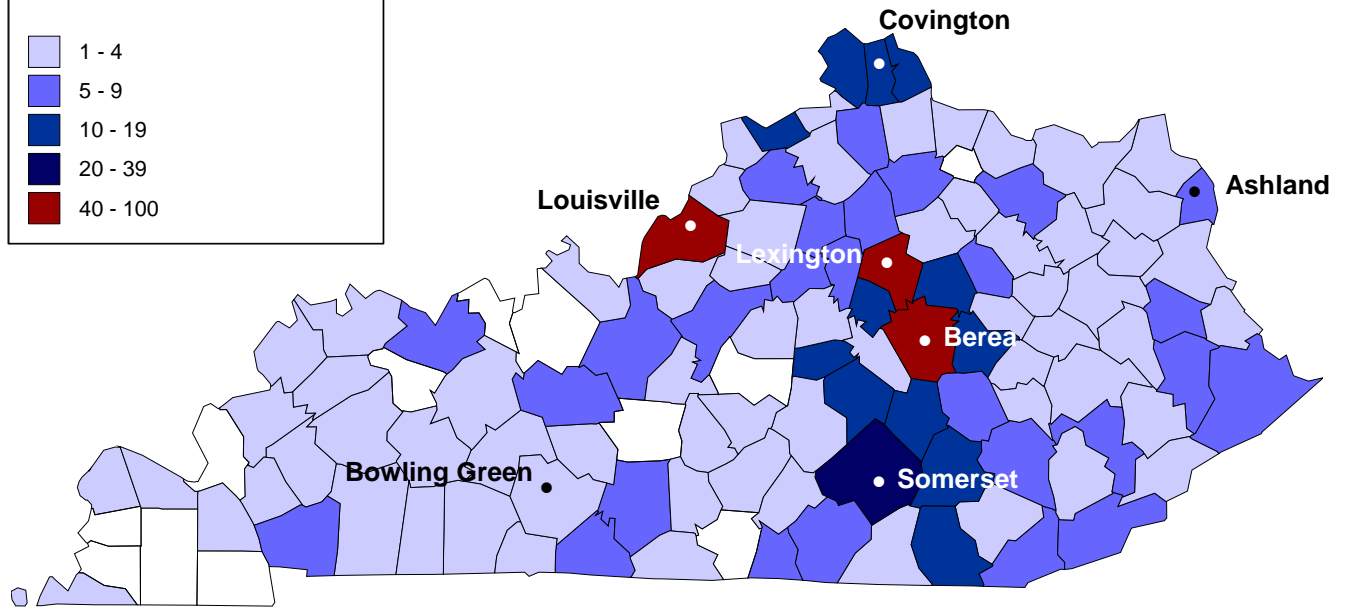 Covington
1 - 4
5 - 9
10 - 19
20 - 39
40 - 100
Ashland
Louisville
Lexington
Berea
Bowling Green
Somerset